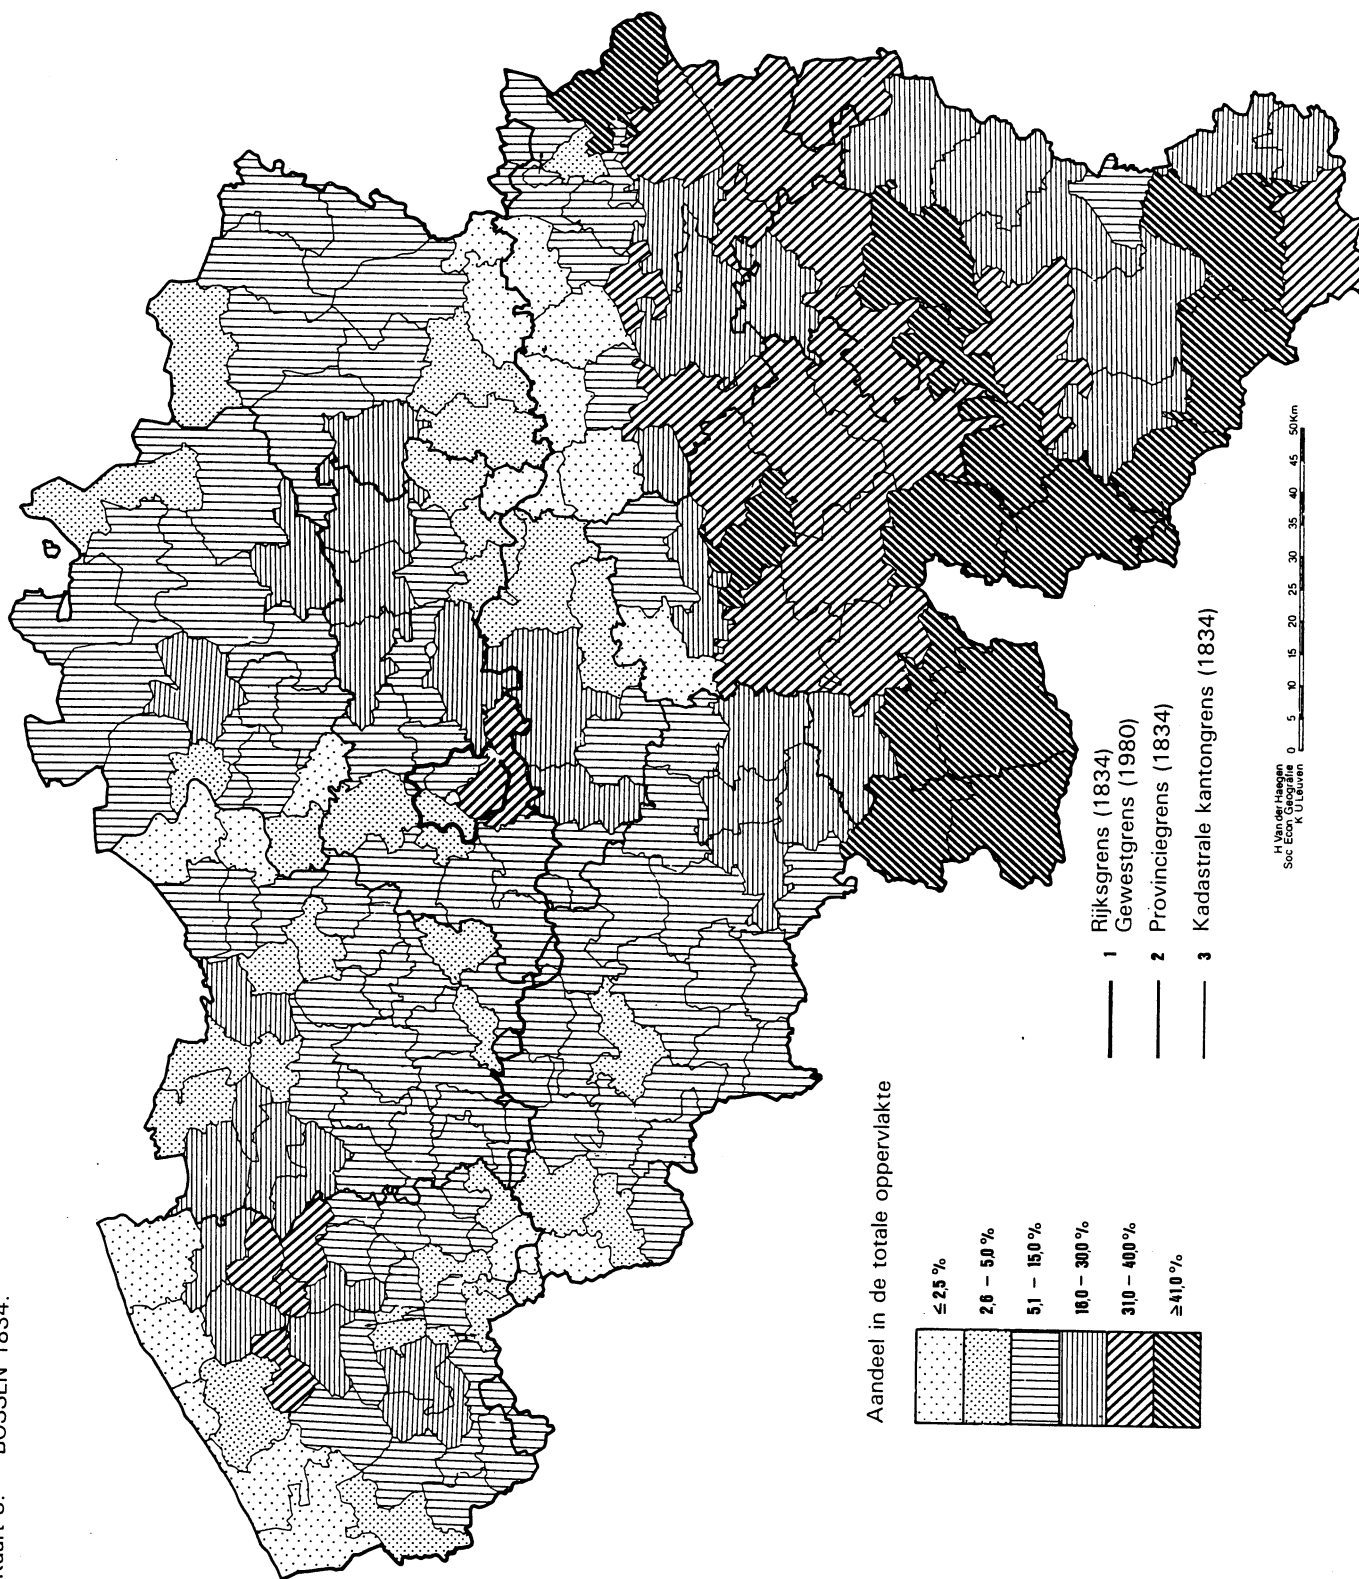 BOSSEN 1834.
Aandeel in de totale oppervlakte
≤ 2,5 %
2,6 – 5,0 %
5,1 – 15,0 %
16,0 – 30,0 %
31,0 – 40,0 %
≥ 41,0 %
1 Rijksgrens (1834)
Gewestgrens (1980)
2 Provinciegrens (1834)
3 Kadastrale kantongrens (1834)
H Van der Haegen
Soc Econ Geografie
K U Leuven
0 5 10 15 20 25 30 35 40 45 50Km